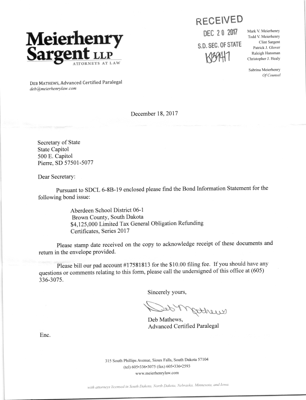 Meierhenry
Sargent LLP
ATTORNEYS AT LAW
DEB MATHEWS, Advanced Certified Paralegal
deb@meierhenrylaw.com
RECEIVED
DEC 20 2017
S.D. SEC. OF STATE
Mark V. Meierhenry
Todd V. Meierhenry
Clint Sargent
Patrick J. Glover
Raleigh Hansman
Christopher J. Healy
Sabrina Meierhenry
Of Counsel
December 18, 2017
Secretary of State
State Capitol
500 E. Capitol
Pierre, SD 57501-5077
Dear Secretary:
Pursuant to SDCL 6-8B-19 enclosed please find the Bond Information Statement for the
following bond issue:
Aberdeen School District 06-1
Brown County, South Dakota
$4,125,000 Limited Tax General Obligation Refunding
Certificates, Series 2017
Please stamp date received on the copy to acknowledge receipt of these documents and
return in the envelope provided.
Please bill our pad account #17581813 for the $10.00 filing fee. If you should have any
questions or comments relating to this form, please call the undersigned of this office at (605)
336-3075.
Sincerely yours,
Deb Mathews
Deb Mathews,
Advanced Certified Paralegal
Enc.
315 South Phillips Avenue, Sioux Falls, South Dakota 57104
(tel) 605•336•3075 (fax) 605•336•2593
www.meierhenrylaw.com
with attorneys licensed in South Dakota, North Dakota, Nebraska, Minnesota, and Iowa